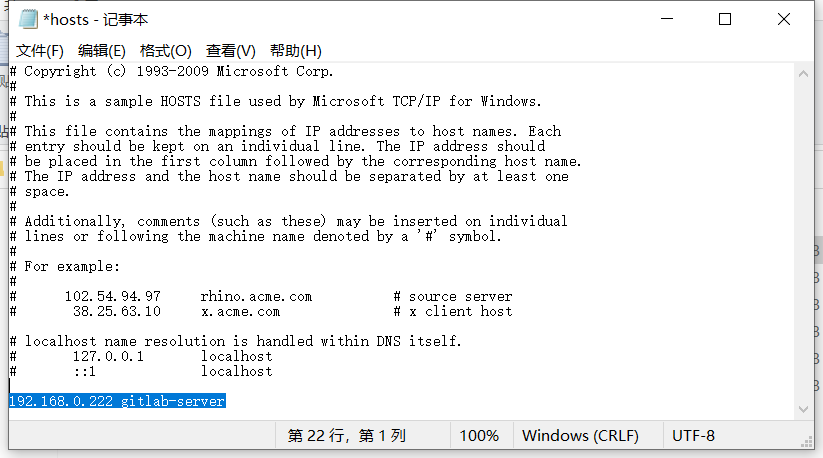 *hosts - 记事本
文件(F) 编辑(E) 格式(O) 查看(V) 帮助(H)
# Copyright (c) 1993-2009 Microsoft Corp.
#
# This is a sample HOSTS file used by Microsoft TCP/IP for Windows.
#
# This file contains the mappings of IP addresses to host names. Each
# entry should be kept on an individual line. The IP address should
# be placed in the first column followed by the corresponding host name.
# The IP address and the host name should be separated by at least one
# space.
#
# Additionally, comments (such as these) may be inserted on individual
# lines or following the machine name denoted by a '#' symbol.
#
# For example:
#
#      102.54.94.97     rhino.acme.com          # source server
#       38.25.63.10     x.acme.com              # x client host

# localhost name resolution is handled within DNS itself.
#       127.0.0.1       localhost
#       ::1             localhost

192.168.0.222 gitlab-server
第 22 行，第 1 列 100% Windows (CRLF) UTF-8